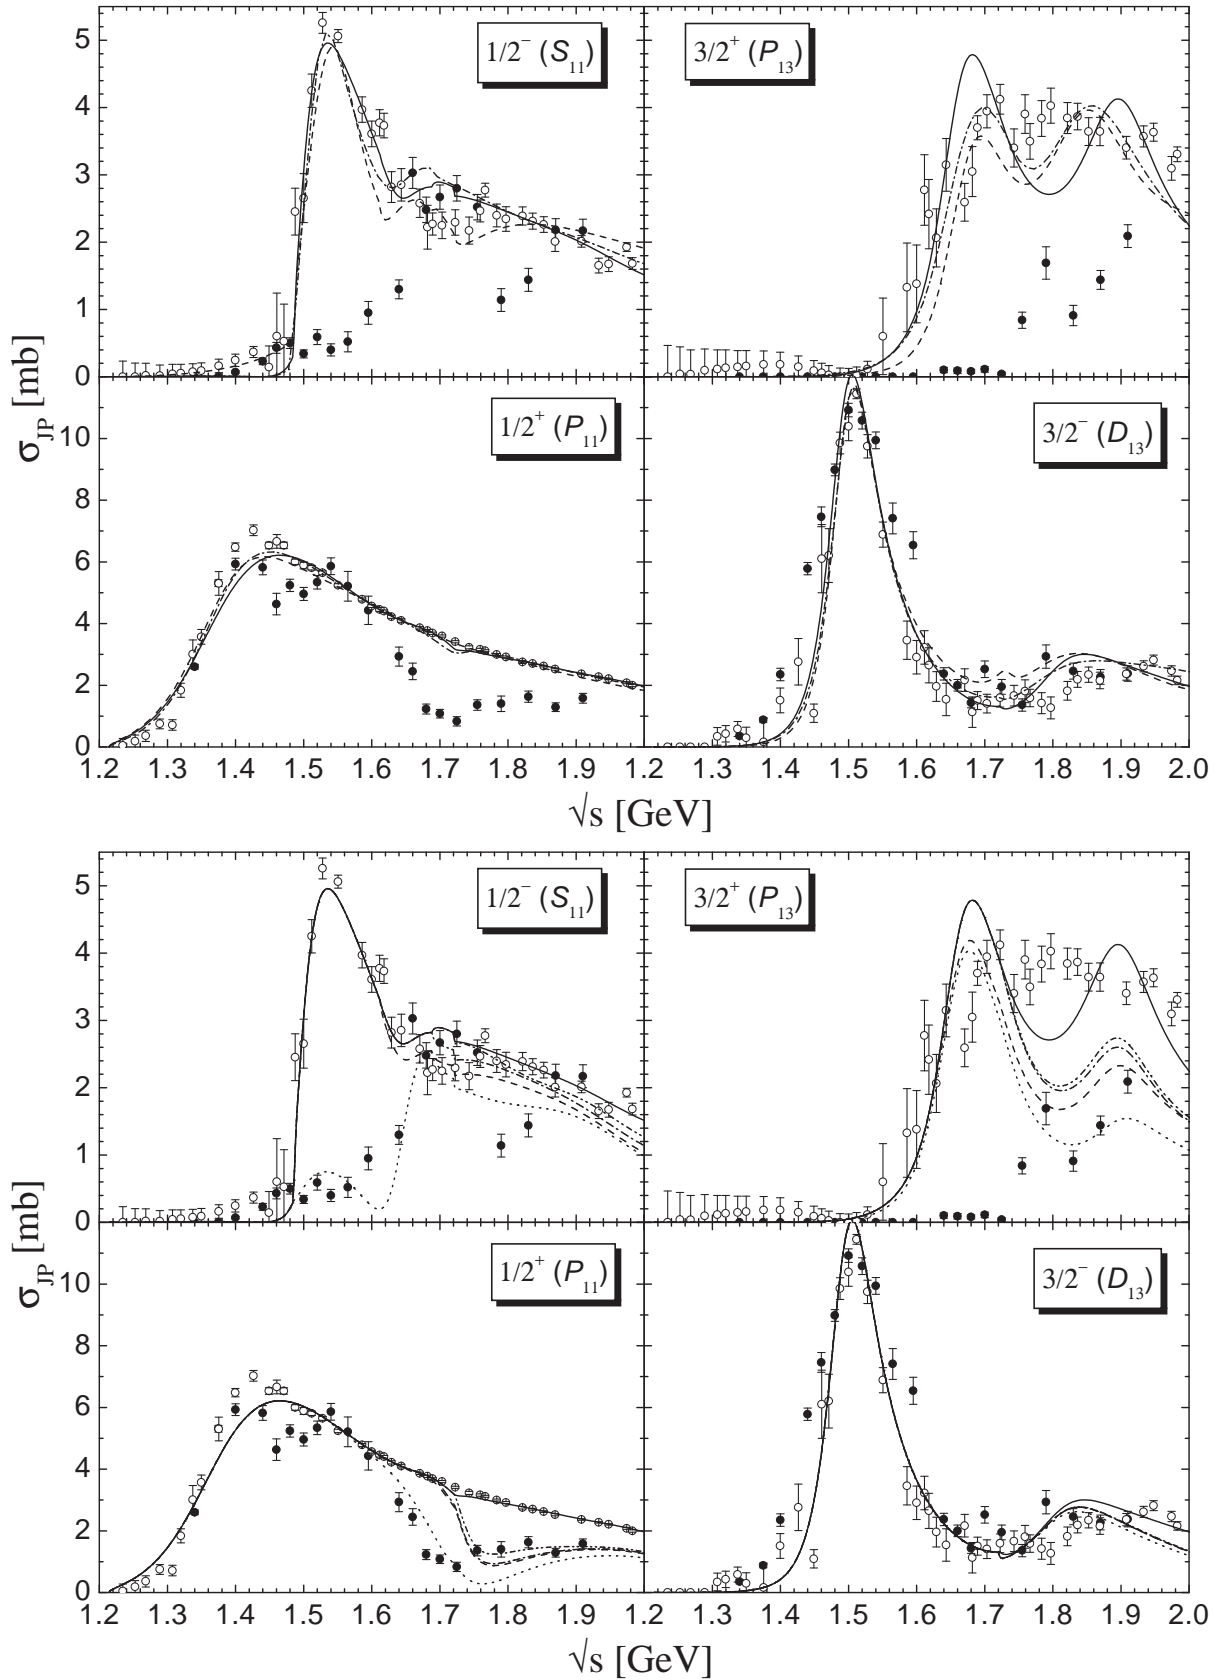 5
4
3
2
1
0
1/2⁻ (S₁₁)
3/2⁺ (P₁₃)
σ_JP [mb]
10
8
6
4
2
0
1/2⁺ (P₁₁)
3/2⁻ (D₁₃)
1.2 1.3 1.4 1.5 1.6 1.7 1.8 1.9 1.2 1.3 1.4 1.5 1.6 1.7 1.8 1.9 2.0
√s [GeV]
5
4
3
2
1
0
1/2⁻ (S₁₁)
3/2⁺ (P₁₃)
σ_JP [mb]
10
8
6
4
2
0
1/2⁺ (P₁₁)
3/2⁻ (D₁₃)
1.2 1.3 1.4 1.5 1.6 1.7 1.8 1.9 1.2 1.3 1.4 1.5 1.6 1.7 1.8 1.9 2.0
√s [GeV]